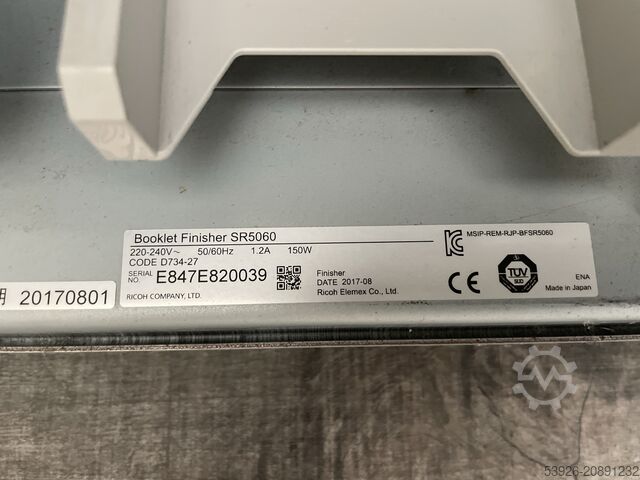 Booklet Finisher SR5060
220-240V~ 50/60Hz 1.2A 150W
CODE D734-27
SERIAL NO. E847E820039
RICOH COMPANY, LTD.
Finisher
DATE 2017-08
Ricoh Elemex Co., Ltd.
MSIP-REM-RJP-BFSR5060
TÜV
SÜD
CE
ENA
Made in Japan
明 20170801
53926-20891232